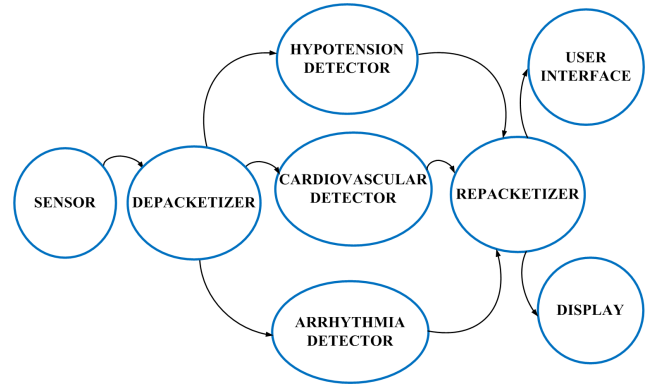 SENSOR
DEPACKETIZER
HYPOTENSION
DETECTOR
CARDIOVASCULAR
DETECTOR
ARRHYTHMIA
DETECTOR
REPACKETIZER
USER
INTERFACE
DISPLAY